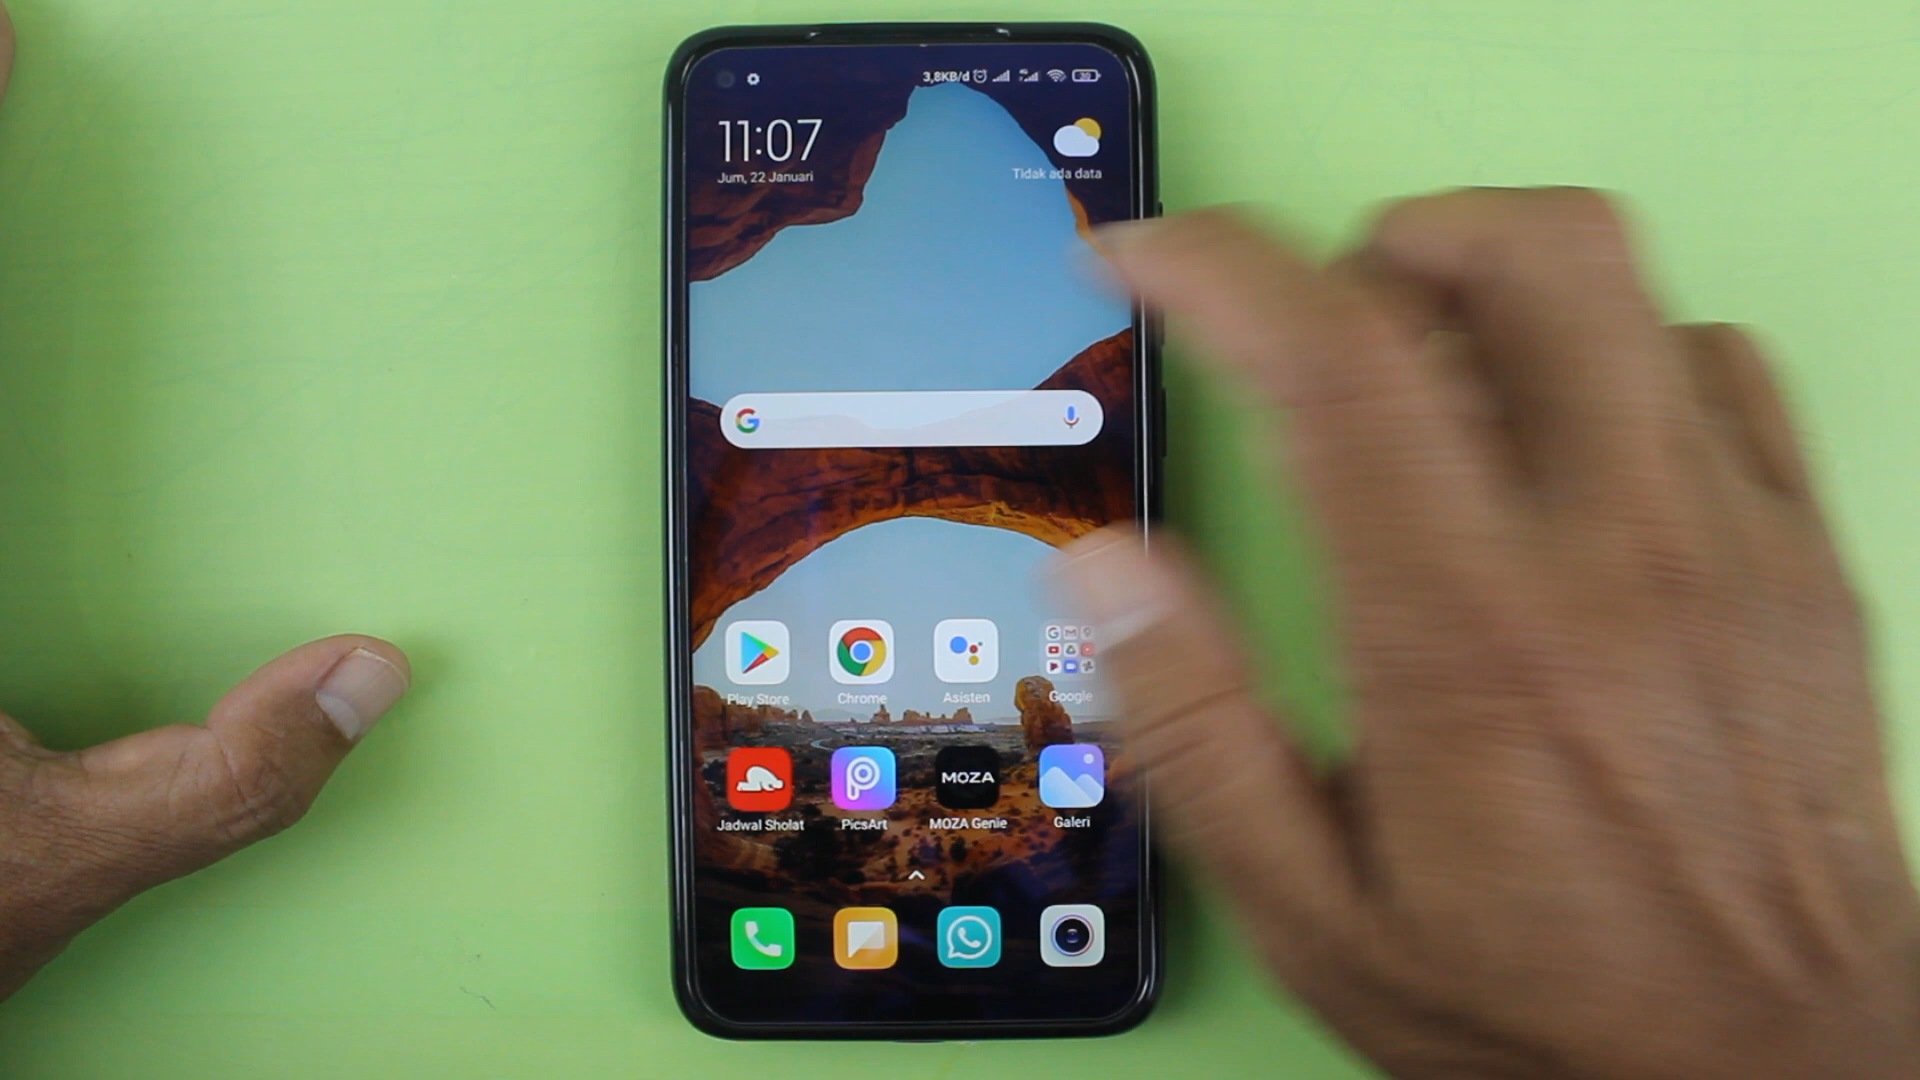 3,8KB/d
30
11:07
Jum, 22 Januari
Tidak ada data
Play Store
Chrome
Asisten
Google
MOZA
Jadwal Sholat
PicsArt
MOZA Genie
Galeri